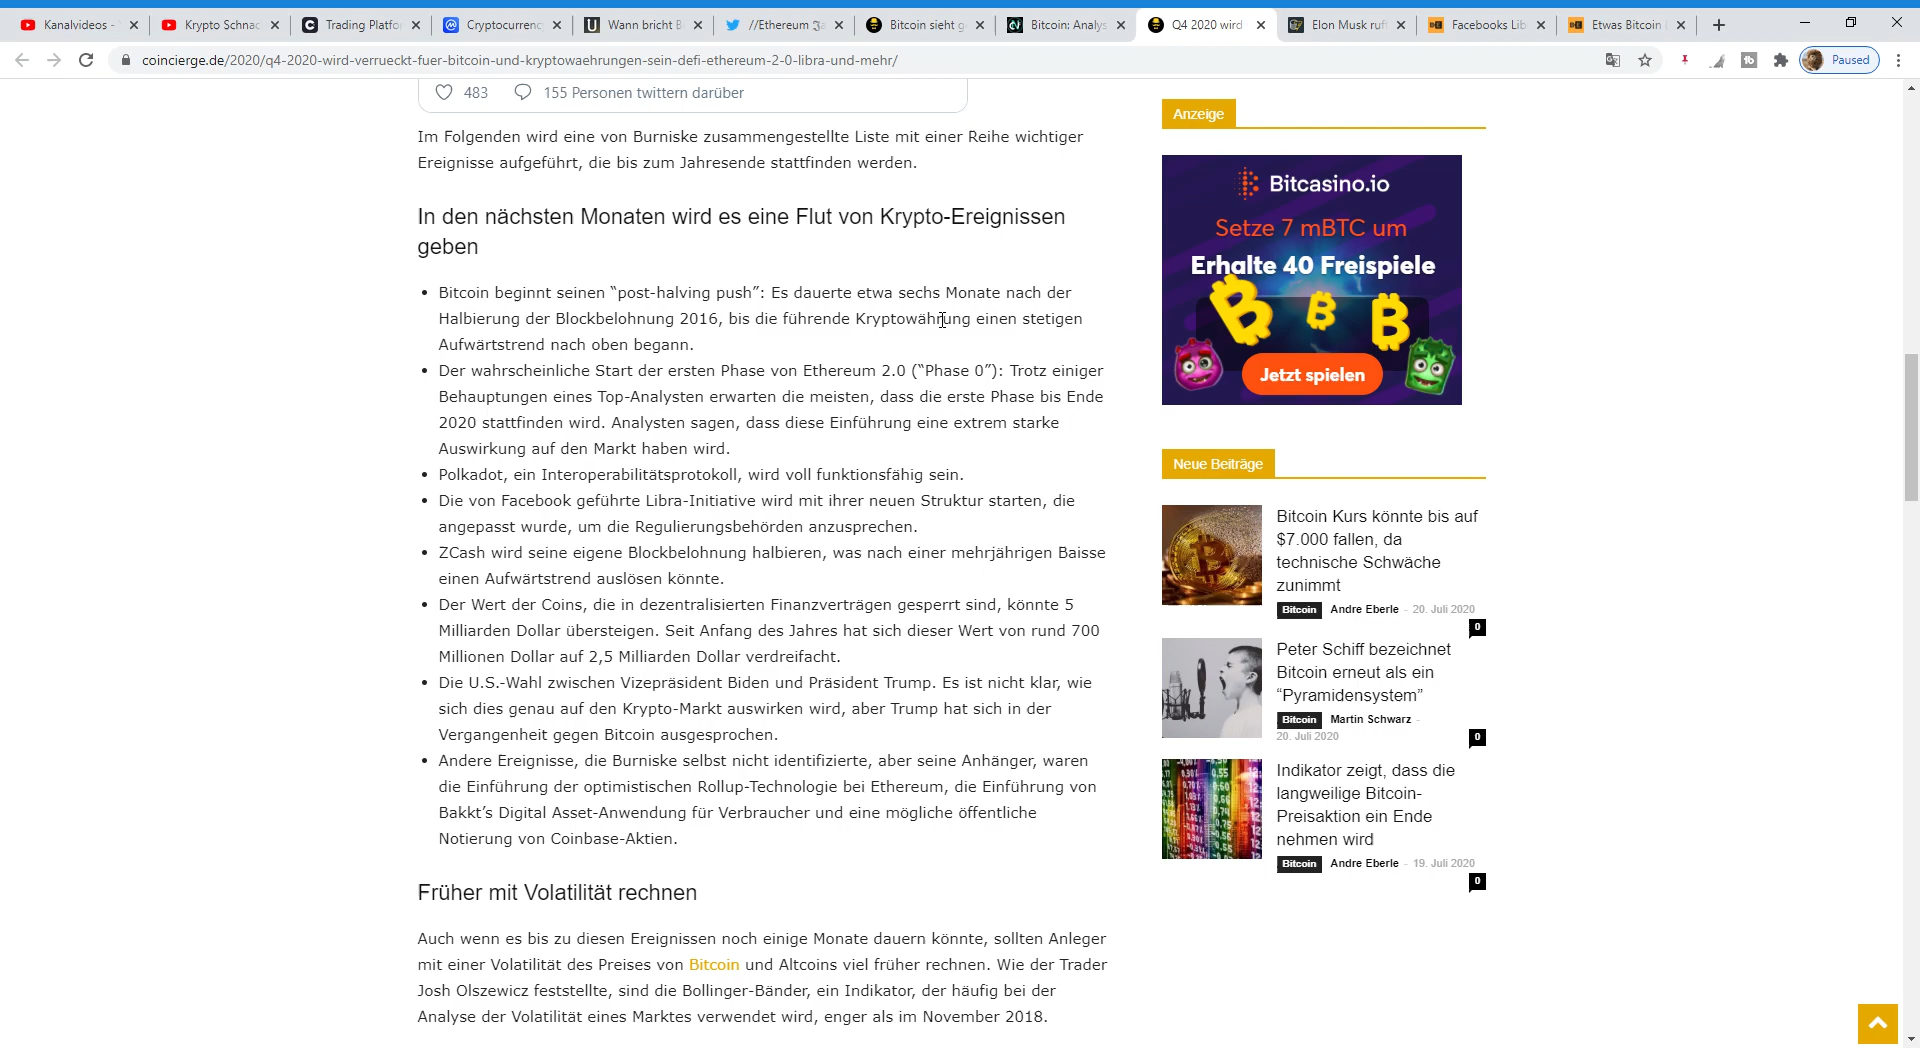 Kanalvideos -
Krypto Schnac
Trading Platfor
Cryptocurrenc
Wann bricht B
//Ethereum
Bitcoin sieht g
Bitcoin: Analys
Q4 2020 wird
Elon Musk ruft
Facebooks Lib
Etwas Bitcoin
coincierge.de/2020/q4-2020-wird-verrueckt-fuer-bitcoin-und-kryptowaehrungen-sein-defi-ethereum-2-0-libra-und-mehr/
Paused
483
155 Personen twittern darüber
Im Folgenden wird eine von Burniske zusammengestellte Liste mit einer Reihe wichtiger
Ereignisse aufgeführt, die bis zum Jahresende stattfinden werden.
In den nächsten Monaten wird es eine Flut von Krypto-Ereignissen
geben
• Bitcoin beginnt seinen “post-halving push”: Es dauerte etwa sechs Monate nach der
Halbierung der Blockbelohnung 2016, bis die führende Kryptowährung einen stetigen
Aufwärtstrend nach oben begann.
• Der wahrscheinliche Start der ersten Phase von Ethereum 2.0 (“Phase 0”): Trotz einiger
Behauptungen eines Top-Analysten erwarten die meisten, dass die erste Phase bis Ende
2020 stattfinden wird. Analysten sagen, dass diese Einführung eine extrem starke
Auswirkung auf den Markt haben wird.
• Polkadot, ein Interoperabilitätsprotokoll, wird voll funktionsfähig sein.
• Die von Facebook geführte Libra-Initiative wird mit ihrer neuen Struktur starten, die
angepasst wurde, um die Regulierungsbehörden anzusprechen.
• ZCash wird seine eigene Blockbelohnung halbieren, was nach einer mehrjährigen Baisse
einen Aufwärtstrend auslösen könnte.
• Der Wert der Coins, die in dezentralisierten Finanzverträgen gesperrt sind, könnte 5
Milliarden Dollar übersteigen. Seit Anfang des Jahres hat sich dieser Wert von rund 700
Millionen Dollar auf 2,5 Milliarden Dollar verdreifacht.
• Die U.S.-Wahl zwischen Vizepräsident Biden und Präsident Trump. Es ist nicht klar, wie
sich dies genau auf den Krypto-Markt auswirken wird, aber Trump hat sich in der
Vergangenheit gegen Bitcoin ausgesprochen.
• Andere Ereignisse, die Burniske selbst nicht identifizierte, aber seine Anhänger, waren
die Einführung der optimistischen Rollup-Technologie bei Ethereum, die Einführung von
Bakkt’s Digital Asset-Anwendung für Verbraucher und eine mögliche öffentliche
Notierung von Coinbase-Aktien.
Früher mit Volatilität rechnen
Auch wenn es bis zu diesen Ereignissen noch einige Monate dauern könnte, sollten Anleger
mit einer Volatilität des Preises von Bitcoin und Altcoins viel früher rechnen. Wie der Trader
Josh Olszewicz feststellte, sind die Bollinger-Bänder, ein Indikator, der häufig bei der
Analyse der Volatilität eines Marktes verwendet wird, enger als im November 2018.
Anzeige
Bitcasino.io
Setze 7 mBTC um
Erhalte 40 Freispiele
Jetzt spielen
Neue Beiträge
Bitcoin Kurs könnte bis auf
$7.000 fallen, da
technische Schwäche
zunimmt
Bitcoin Andre Eberle - 20. Juli 2020
0
Peter Schiff bezeichnet
Bitcoin erneut als ein
“Pyramidensystem”
Bitcoin Martin Schwarz -
20. Juli 2020
0
Indikator zeigt, dass die
langweilige Bitcoin-
Preisaktion ein Ende
nehmen wird
Bitcoin Andre Eberle - 19. Juli 2020
0